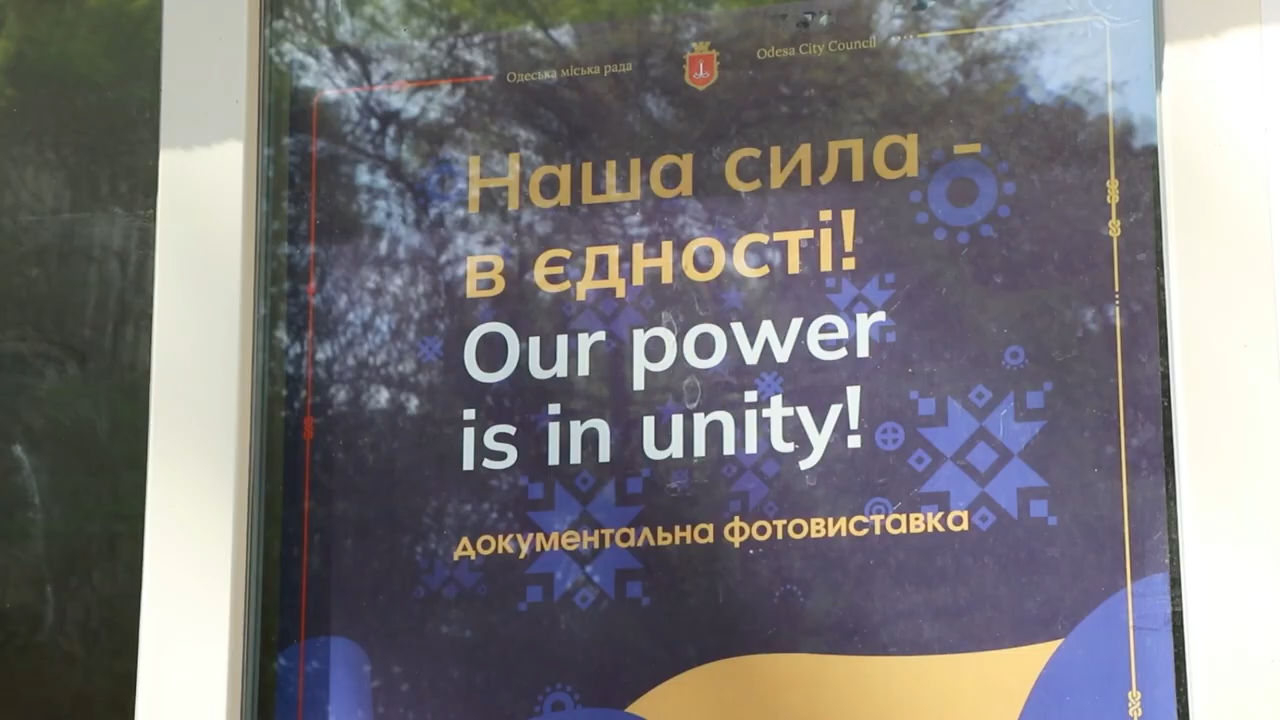 Одеська міська рада
Odesa City Council
Наша сила -
в єдності!
Our power
is in unity!
документальна фотовиставка